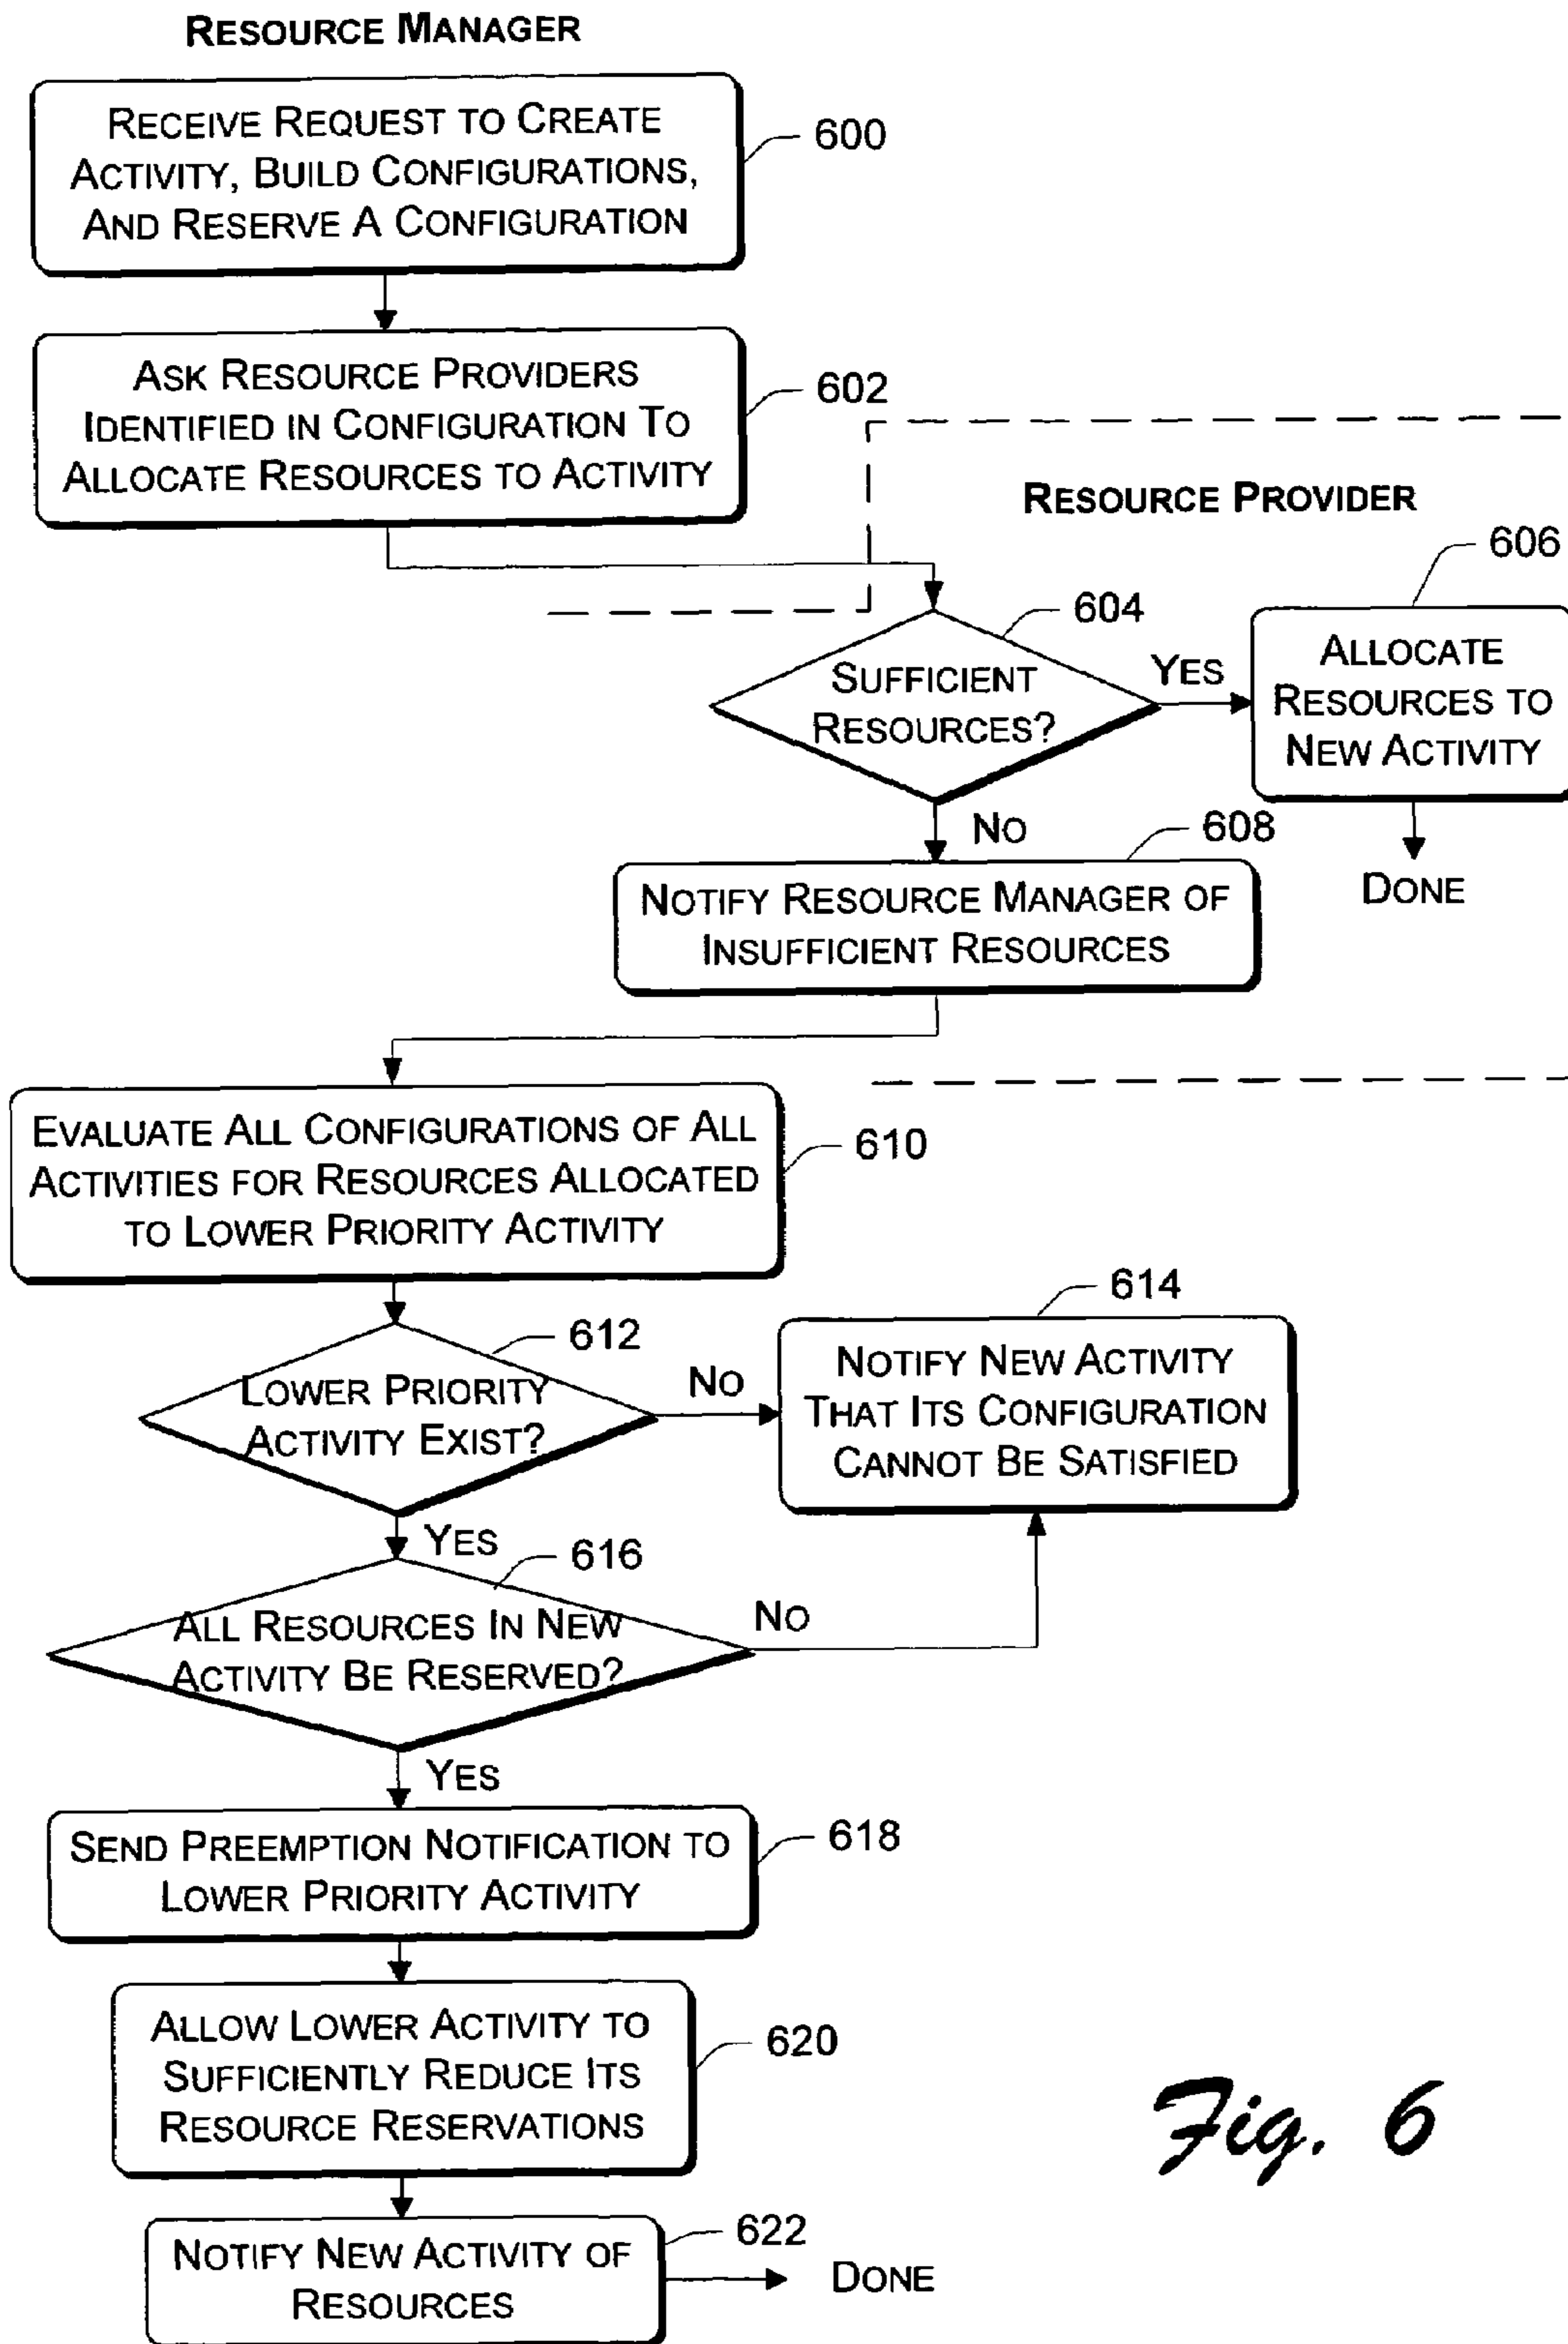 RESOURCE MANAGER
RECEIVE REQUEST TO CREATE
ACTIVITY, BUILD CONFIGURATIONS,
AND RESERVE A CONFIGURATION
600
ASK RESOURCE PROVIDERS
IDENTIFIED IN CONFIGURATION TO
ALLOCATE RESOURCES TO ACTIVITY
602
RESOURCE PROVIDER
606
604
SUFFICIENT
RESOURCES?
YES
ALLOCATE
RESOURCES TO
NEW ACTIVITY
NO
608
DONE
NOTIFY RESOURCE MANAGER OF
INSUFFICIENT RESOURCES
EVALUATE ALL CONFIGURATIONS OF ALL
ACTIVITIES FOR RESOURCES ALLOCATED
TO LOWER PRIORITY ACTIVITY
610
612
LOWER PRIORITY
ACTIVITY EXIST?
NO
614
NOTIFY NEW ACTIVITY
THAT ITS CONFIGURATION
CANNOT BE SATISFIED
YES
616
ALL RESOURCES IN NEW
ACTIVITY BE RESERVED?
NO
YES
SEND PREEMPTION NOTIFICATION TO
LOWER PRIORITY ACTIVITY
618
ALLOW LOWER ACTIVITY TO
SUFFICIENTLY REDUCE ITS
RESOURCE RESERVATIONS
620
NOTIFY NEW ACTIVITY OF
RESOURCES
622
DONE
Fig. 6